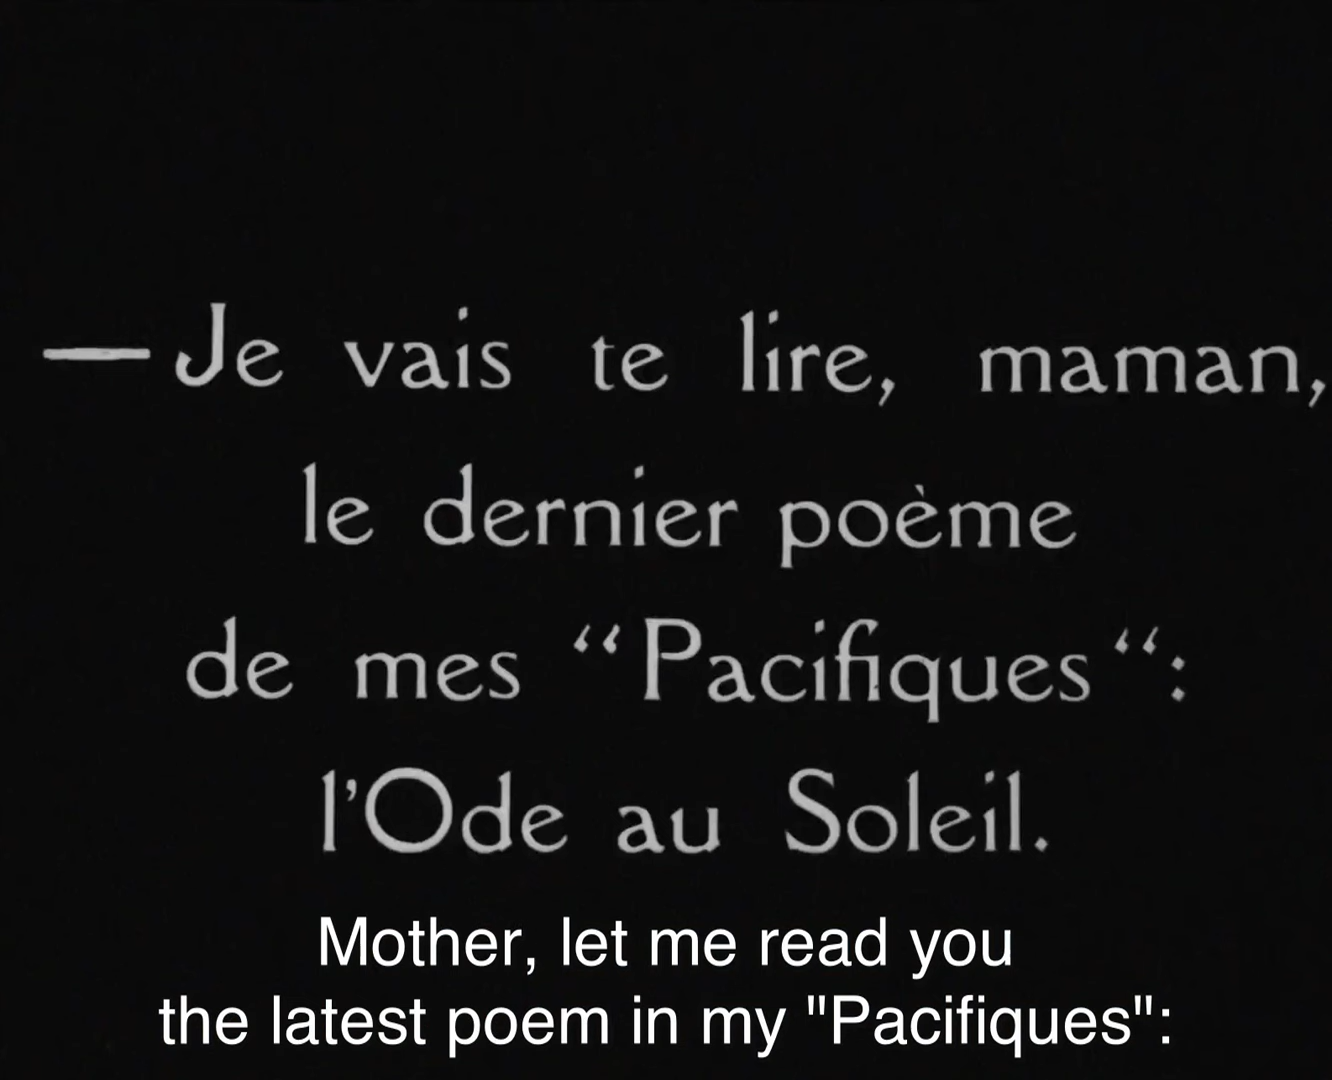 —Je vais te lire, maman,
le dernier poème
de mes “Pacifiques“:
l'Ode au Soleil.
Mother, let me read you
the latest poem in my "Pacifiques":